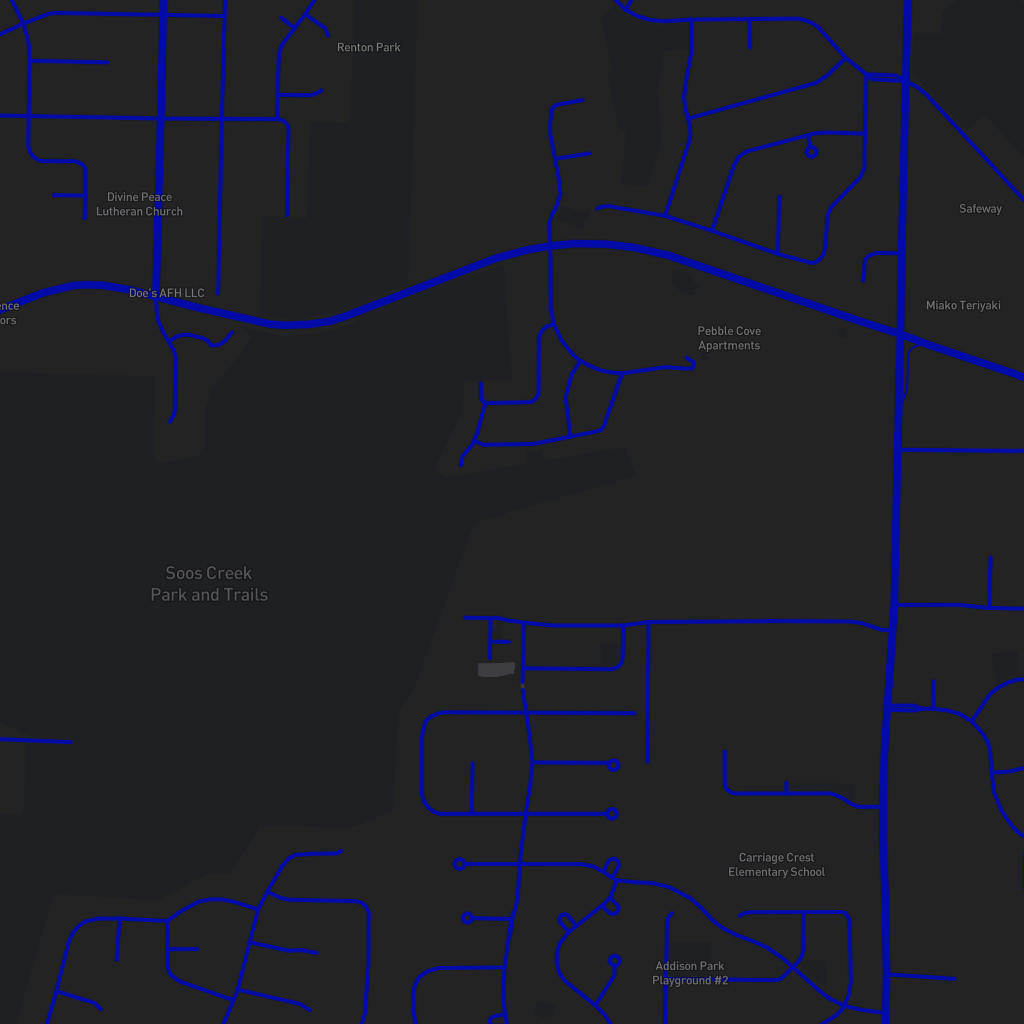 Renton Park
Divine Peace
Lutheran Church
Safeway
Doe's AFH LLC
Miako Teriyaki
Pebble Cove
Apartments
Soos Creek
Park and Trails
Carriage Crest
Elementary School
Addison Park
Playground #2